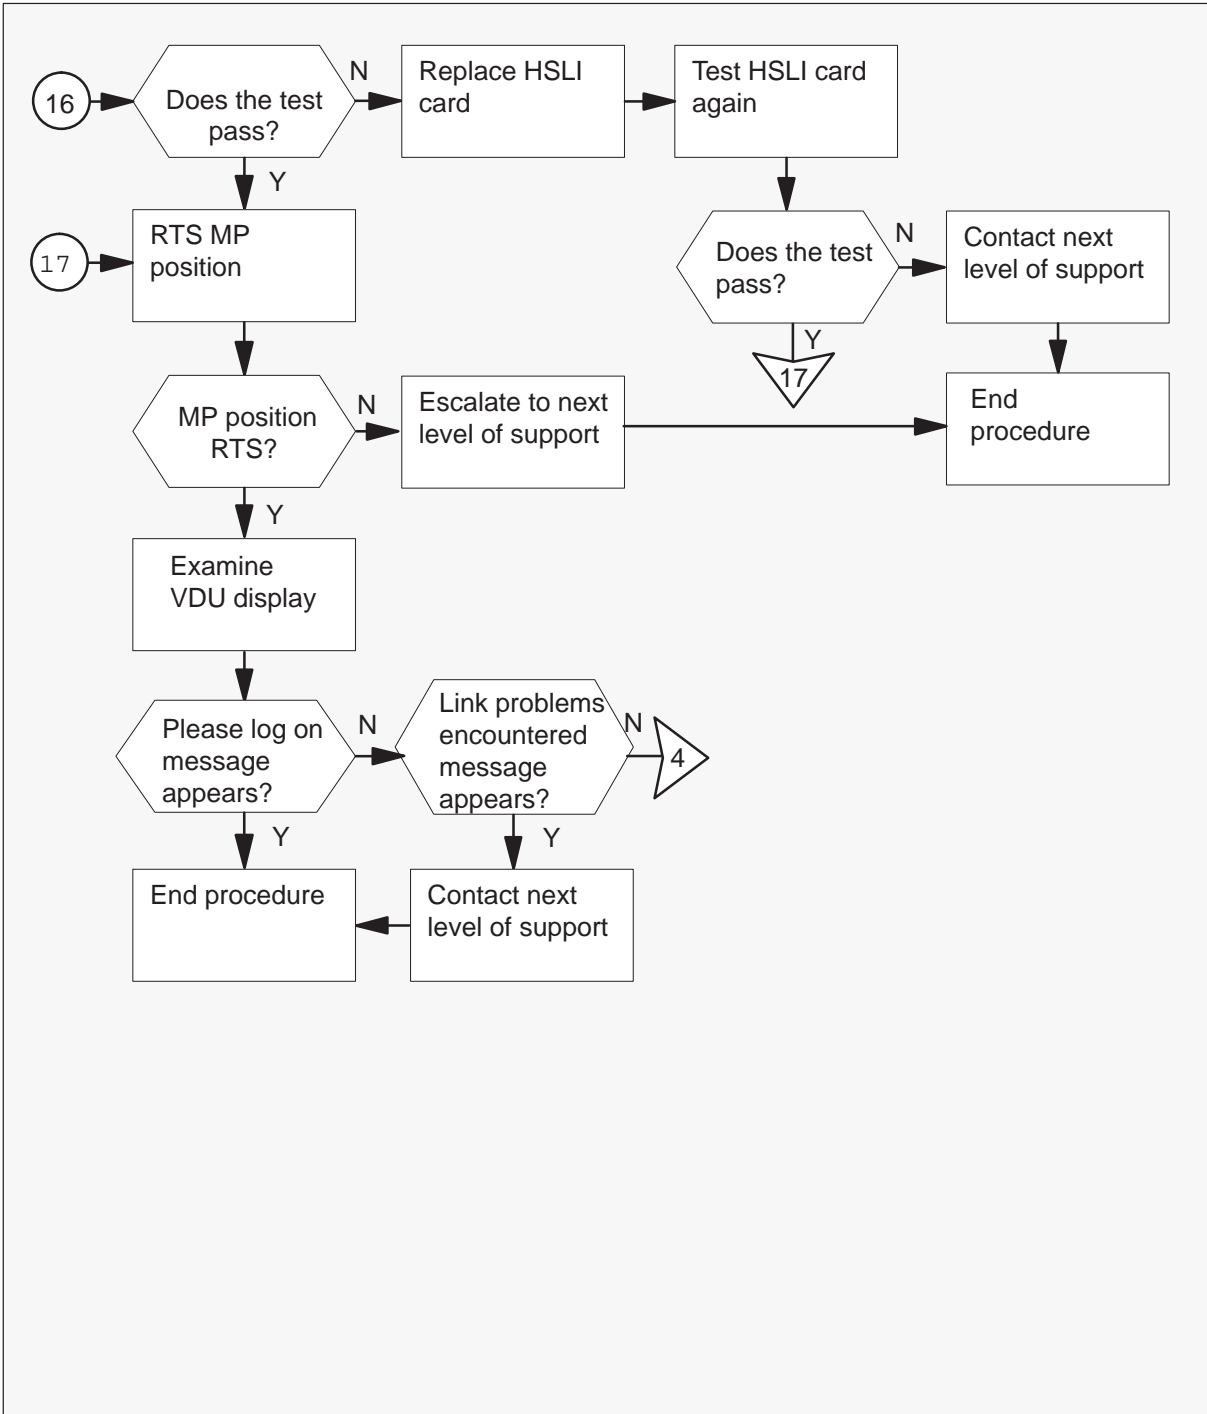 16
Does the test
pass?
N
Replace HSLI
card
Test HSLI card
again
Y
17
RTS MP
position
Does the test
pass?
N
Contact next
level of support
Y
17
MP position
RTS?
N
Escalate to next
level of support
End
procedure
Y
Examine
VDU display
Please log on
message
appears?
N
Link problems
encountered
message
appears?
N
4
Y
Y
End procedure
Contact next
level of support